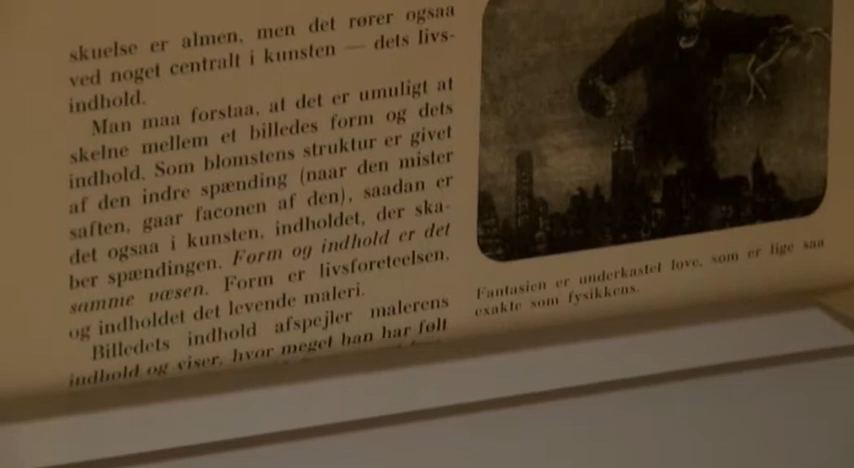 skuelse er almen, men det rører ogsaa
ved noget centralt i kunsten — dets livs-
indhold.
Man maa forstaa, at det er umuligt at
skelne mellem et billedes form og dets
indhold. Som blomstens struktur er givet
af den indre spænding (naar den mister
saften, gaar faconen af den), saadan er
det ogsaa i kunsten, indholdet, der ska-
ber spændingen. Form og indhold er det
samme væsen. Form er livsforeteelsen,
og indholdet det levende maleri.
Billedets indhold afspejler malerens
indhold og viser, hvor meget han har følt
Fantasien er underkastet love, som er lige saa
exakte som fysikkens.